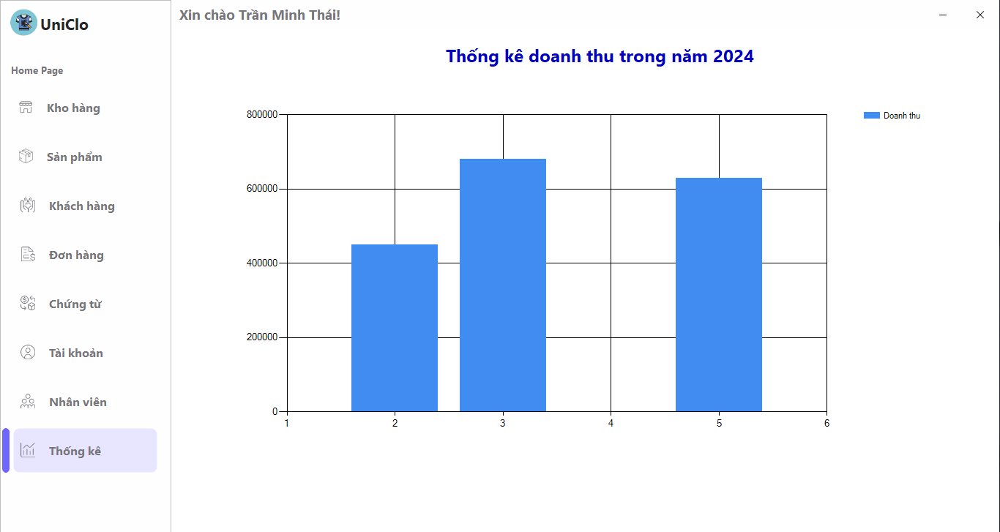 UniClo
Xin chào Trần Minh Thái!
Home Page
Kho hàng
Sản phẩm
Khách hàng
Đơn hàng
Chứng từ
Tài khoản
Nhân viên
Thống kê
Thống kê doanh thu trong năm 2024
800000
600000
400000
200000
0
1 2 3 4 5 6
Doanh thu